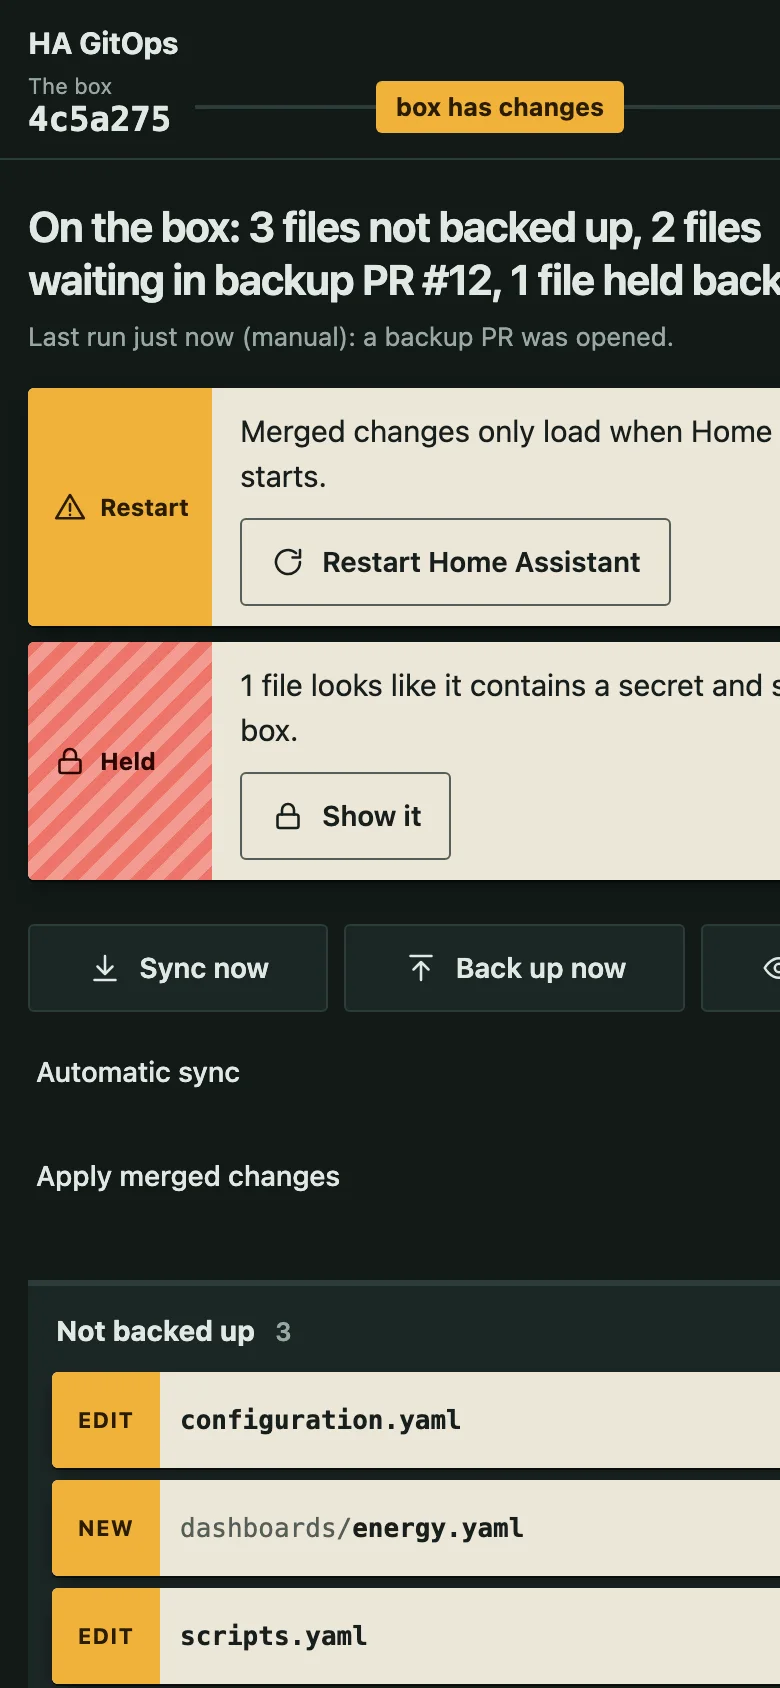 HA GitOps
The box
4c5a275
box has changes
On the box: 3 files not backed up, 2 files
waiting in backup PR #12, 1 file held back
Last run just now (manual): a backup PR was opened.
Restart
Merged changes only load when Home
starts.
Restart Home Assistant
Held
1 file looks like it contains a secret and s
box.
Show it
Sync now
Back up now
Automatic sync
Apply merged changes
Not backed up 3
EDIT configuration.yaml
NEW dashboards/energy.yaml
EDIT scripts.yaml